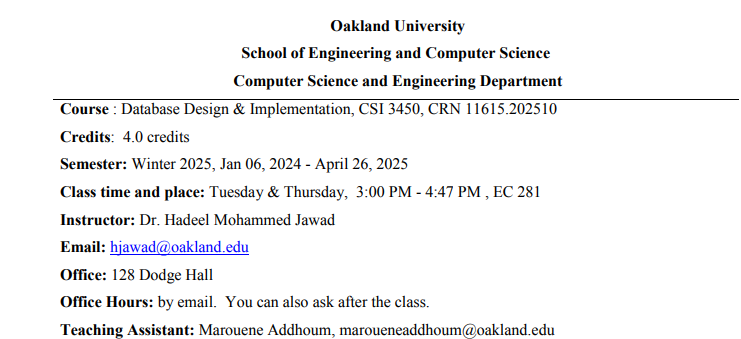 Oakland University
School of Engineering and Computer Science
Computer Science and Engineering Department
Course : Database Design & Implementation, CSI 3450, CRN 11615.202510
Credits: 4.0 credits
Semester: Winter 2025, Jan 06, 2024 - April 26, 2025
Class time and place: Tuesday & Thursday, 3:00 PM - 4:47 PM , EC 281
Instructor: Dr. Hadeel Mohammed Jawad
Email: hjawad@oakland.edu
Office: 128 Dodge Hall
Office Hours: by email. You can also ask after the class.
Teaching Assistant: Marouene Addhoum, maroueneaddhoum@oakland.edu